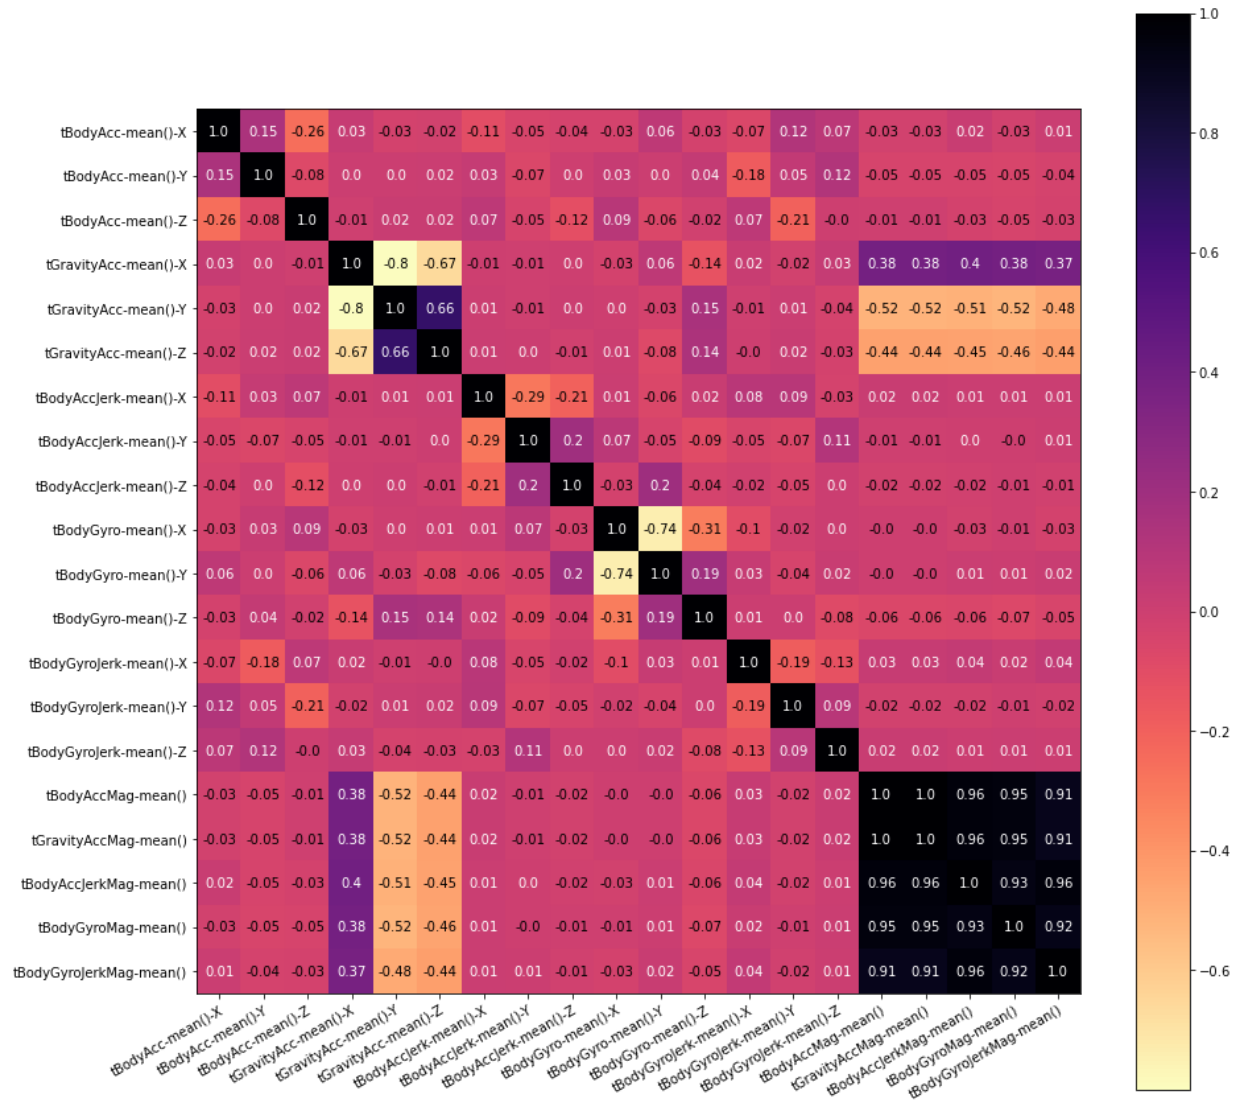 1.0
tBodyAcc-mean()-X 1.0 0.15 -0.26 0.03 -0.03 -0.02 -0.11 -0.05 -0.04 -0.03 0.06 -0.03 -0.07 0.12 0.07 -0.03 -0.03 0.02 -0.03 0.01
0.8
tBodyAcc-mean()-Y 0.15 1.0 -0.08 0.0 0.0 0.02 0.03 -0.07 0.0 0.03 0.0 0.04 -0.18 0.05 0.12 -0.05 -0.05 -0.05 -0.05 -0.04
tBodyAcc-mean()-Z -0.26 -0.08 1.0 -0.01 0.02 0.02 0.07 -0.05 -0.12 0.09 -0.06 -0.02 0.07 -0.21 -0.0 -0.01 -0.01 -0.03 -0.05 -0.03
0.6
tGravityAcc-mean()-X 0.03 0.0 -0.01 1.0 -0.8 -0.67 -0.01 -0.01 0.0 -0.03 0.06 -0.14 0.02 -0.02 0.03 0.38 0.38 0.4 0.38 0.37
tGravityAcc-mean()-Y -0.03 0.0 0.02 -0.8 1.0 0.66 0.01 -0.01 0.0 0.0 -0.03 0.15 -0.01 0.01 -0.04 -0.52 -0.52 -0.51 -0.52 -0.48
tGravityAcc-mean()-Z -0.02 0.02 0.02 -0.67 0.66 1.0 0.01 0.0 -0.01 0.01 -0.08 0.14 -0.0 0.02 -0.03 -0.44 -0.44 -0.45 -0.46 -0.44
0.4
tBodyAccJerk-mean()-X -0.11 0.03 0.07 -0.01 0.01 0.01 1.0 -0.29 -0.21 0.01 -0.06 0.02 0.08 0.09 -0.03 0.02 0.02 0.01 0.01 0.01
tBodyAccJerk-mean()-Y -0.05 -0.07 -0.05 -0.01 -0.01 0.0 -0.29 1.0 0.2 0.07 -0.05 -0.09 -0.05 -0.07 0.11 -0.01 -0.01 0.0 -0.0 0.01
tBodyAccJerk-mean()-Z -0.04 0.0 -0.12 0.0 0.0 -0.01 -0.21 0.2 1.0 -0.03 0.2 -0.04 -0.02 -0.05 0.0 -0.02 -0.02 -0.02 -0.01 -0.01
0.2
tBodyGyro-mean()-X -0.03 0.03 0.09 -0.03 0.0 0.01 0.01 0.07 -0.03 1.0 -0.74 -0.31 -0.1 -0.02 0.0 -0.0 -0.0 -0.03 -0.01 -0.03
tBodyGyro-mean()-Y 0.06 0.0 -0.06 0.06 -0.03 -0.08 -0.06 -0.05 0.2 -0.74 1.0 0.19 0.03 -0.04 0.02 -0.0 -0.0 0.01 0.01 0.02
0.0
tBodyGyro-mean()-Z -0.03 0.04 -0.02 -0.14 0.15 0.14 0.02 -0.09 -0.04 -0.31 0.19 1.0 0.01 0.0 -0.08 -0.06 -0.06 -0.06 -0.07 -0.05
tBodyGyroJerk-mean()-X -0.07 -0.18 0.07 0.02 -0.01 -0.0 0.08 -0.05 -0.02 -0.1 0.03 0.01 1.0 -0.19 -0.13 0.03 0.03 0.04 0.02 0.04
tBodyGyroJerk-mean()-Y 0.12 0.05 -0.21 -0.02 0.01 0.02 0.09 -0.07 -0.05 -0.02 -0.04 0.0 -0.19 1.0 0.09 -0.02 -0.02 -0.02 -0.01 -0.02
−0.2
tBodyGyroJerk-mean()-Z 0.07 0.12 -0.0 0.03 -0.04 -0.03 -0.03 0.11 0.0 0.0 0.02 -0.08 -0.13 0.09 1.0 0.02 0.02 0.01 0.01 0.01
tBodyAccMag-mean() -0.03 -0.05 -0.01 0.38 -0.52 -0.44 0.02 -0.01 -0.02 -0.0 -0.0 -0.06 0.03 -0.02 0.02 1.0 1.0 0.96 0.95 0.91
tGravityAccMag-mean() -0.03 -0.05 -0.01 0.38 -0.52 -0.44 0.02 -0.01 -0.02 -0.0 -0.0 -0.06 0.03 -0.02 0.02 1.0 1.0 0.96 0.95 0.91
−0.4
tBodyAccJerkMag-mean() 0.02 -0.05 -0.03 0.4 -0.51 -0.45 0.01 0.0 -0.02 -0.03 0.01 -0.06 0.04 -0.02 0.01 0.96 0.96 1.0 0.93 0.96
tBodyGyroMag-mean() -0.03 -0.05 -0.05 0.38 -0.52 -0.46 0.01 -0.0 -0.01 -0.01 0.01 -0.07 0.02 -0.01 0.01 0.95 0.95 0.93 1.0 0.92
tBodyGyroJerkMag-mean() 0.01 -0.04 -0.03 0.37 -0.48 -0.44 0.01 0.01 -0.01 -0.03 0.02 -0.05 0.04 -0.02 0.01 0.91 0.91 0.96 0.92 1.0
−0.6
tBodyAcc-mean()-X
tBodyAcc-mean()-Y
tBodyAcc-mean()-Z
tGravityAcc-mean()-X
tGravityAcc-mean()-Y
tGravityAcc-mean()-Z
tBodyAccJerk-mean()-X
tBodyAccJerk-mean()-Y
tBodyAccJerk-mean()-Z
tBodyGyro-mean()-X
tBodyGyro-mean()-Y
tBodyGyro-mean()-Z
tBodyGyroJerk-mean()-X
tBodyGyroJerk-mean()-Y
tBodyGyroJerk-mean()-Z
tBodyAccMag-mean()
tGravityAccMag-mean()
tBodyAccJerkMag-mean()
tBodyGyroMag-mean()
tBodyGyroJerkMag-mean()